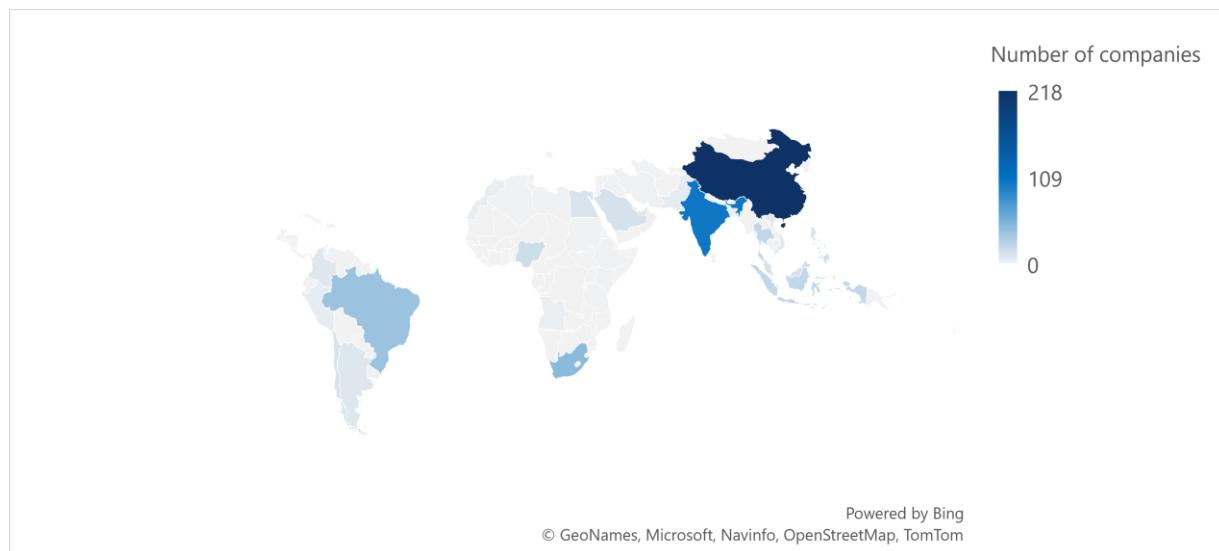 Number of companies
218
109
0
Powered by Bing
© GeoNames, Microsoft, Navinfo, OpenStreetMap, TomTom